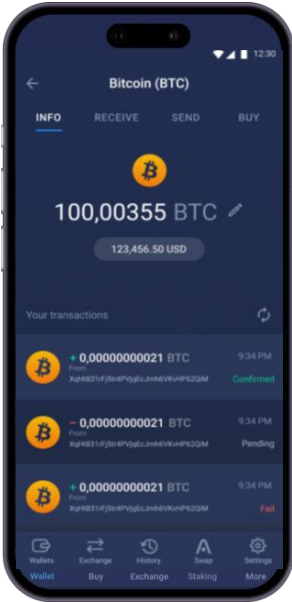 12:30
Bitcoin (BTC)
INFO RECEIVE SEND BUY
100,00355 BTC
123,456.50 USD
Your transactions
+ 0,00000000021 BTC 9:34 PM
From
Confirmed
− 0,00000000021 BTC 9:34 PM
From
Pending
+ 0,00000000021 BTC 9:34 PM
From
Fail
Wallets Exchange History Swap Settings
Wallet Buy Exchange Staking More